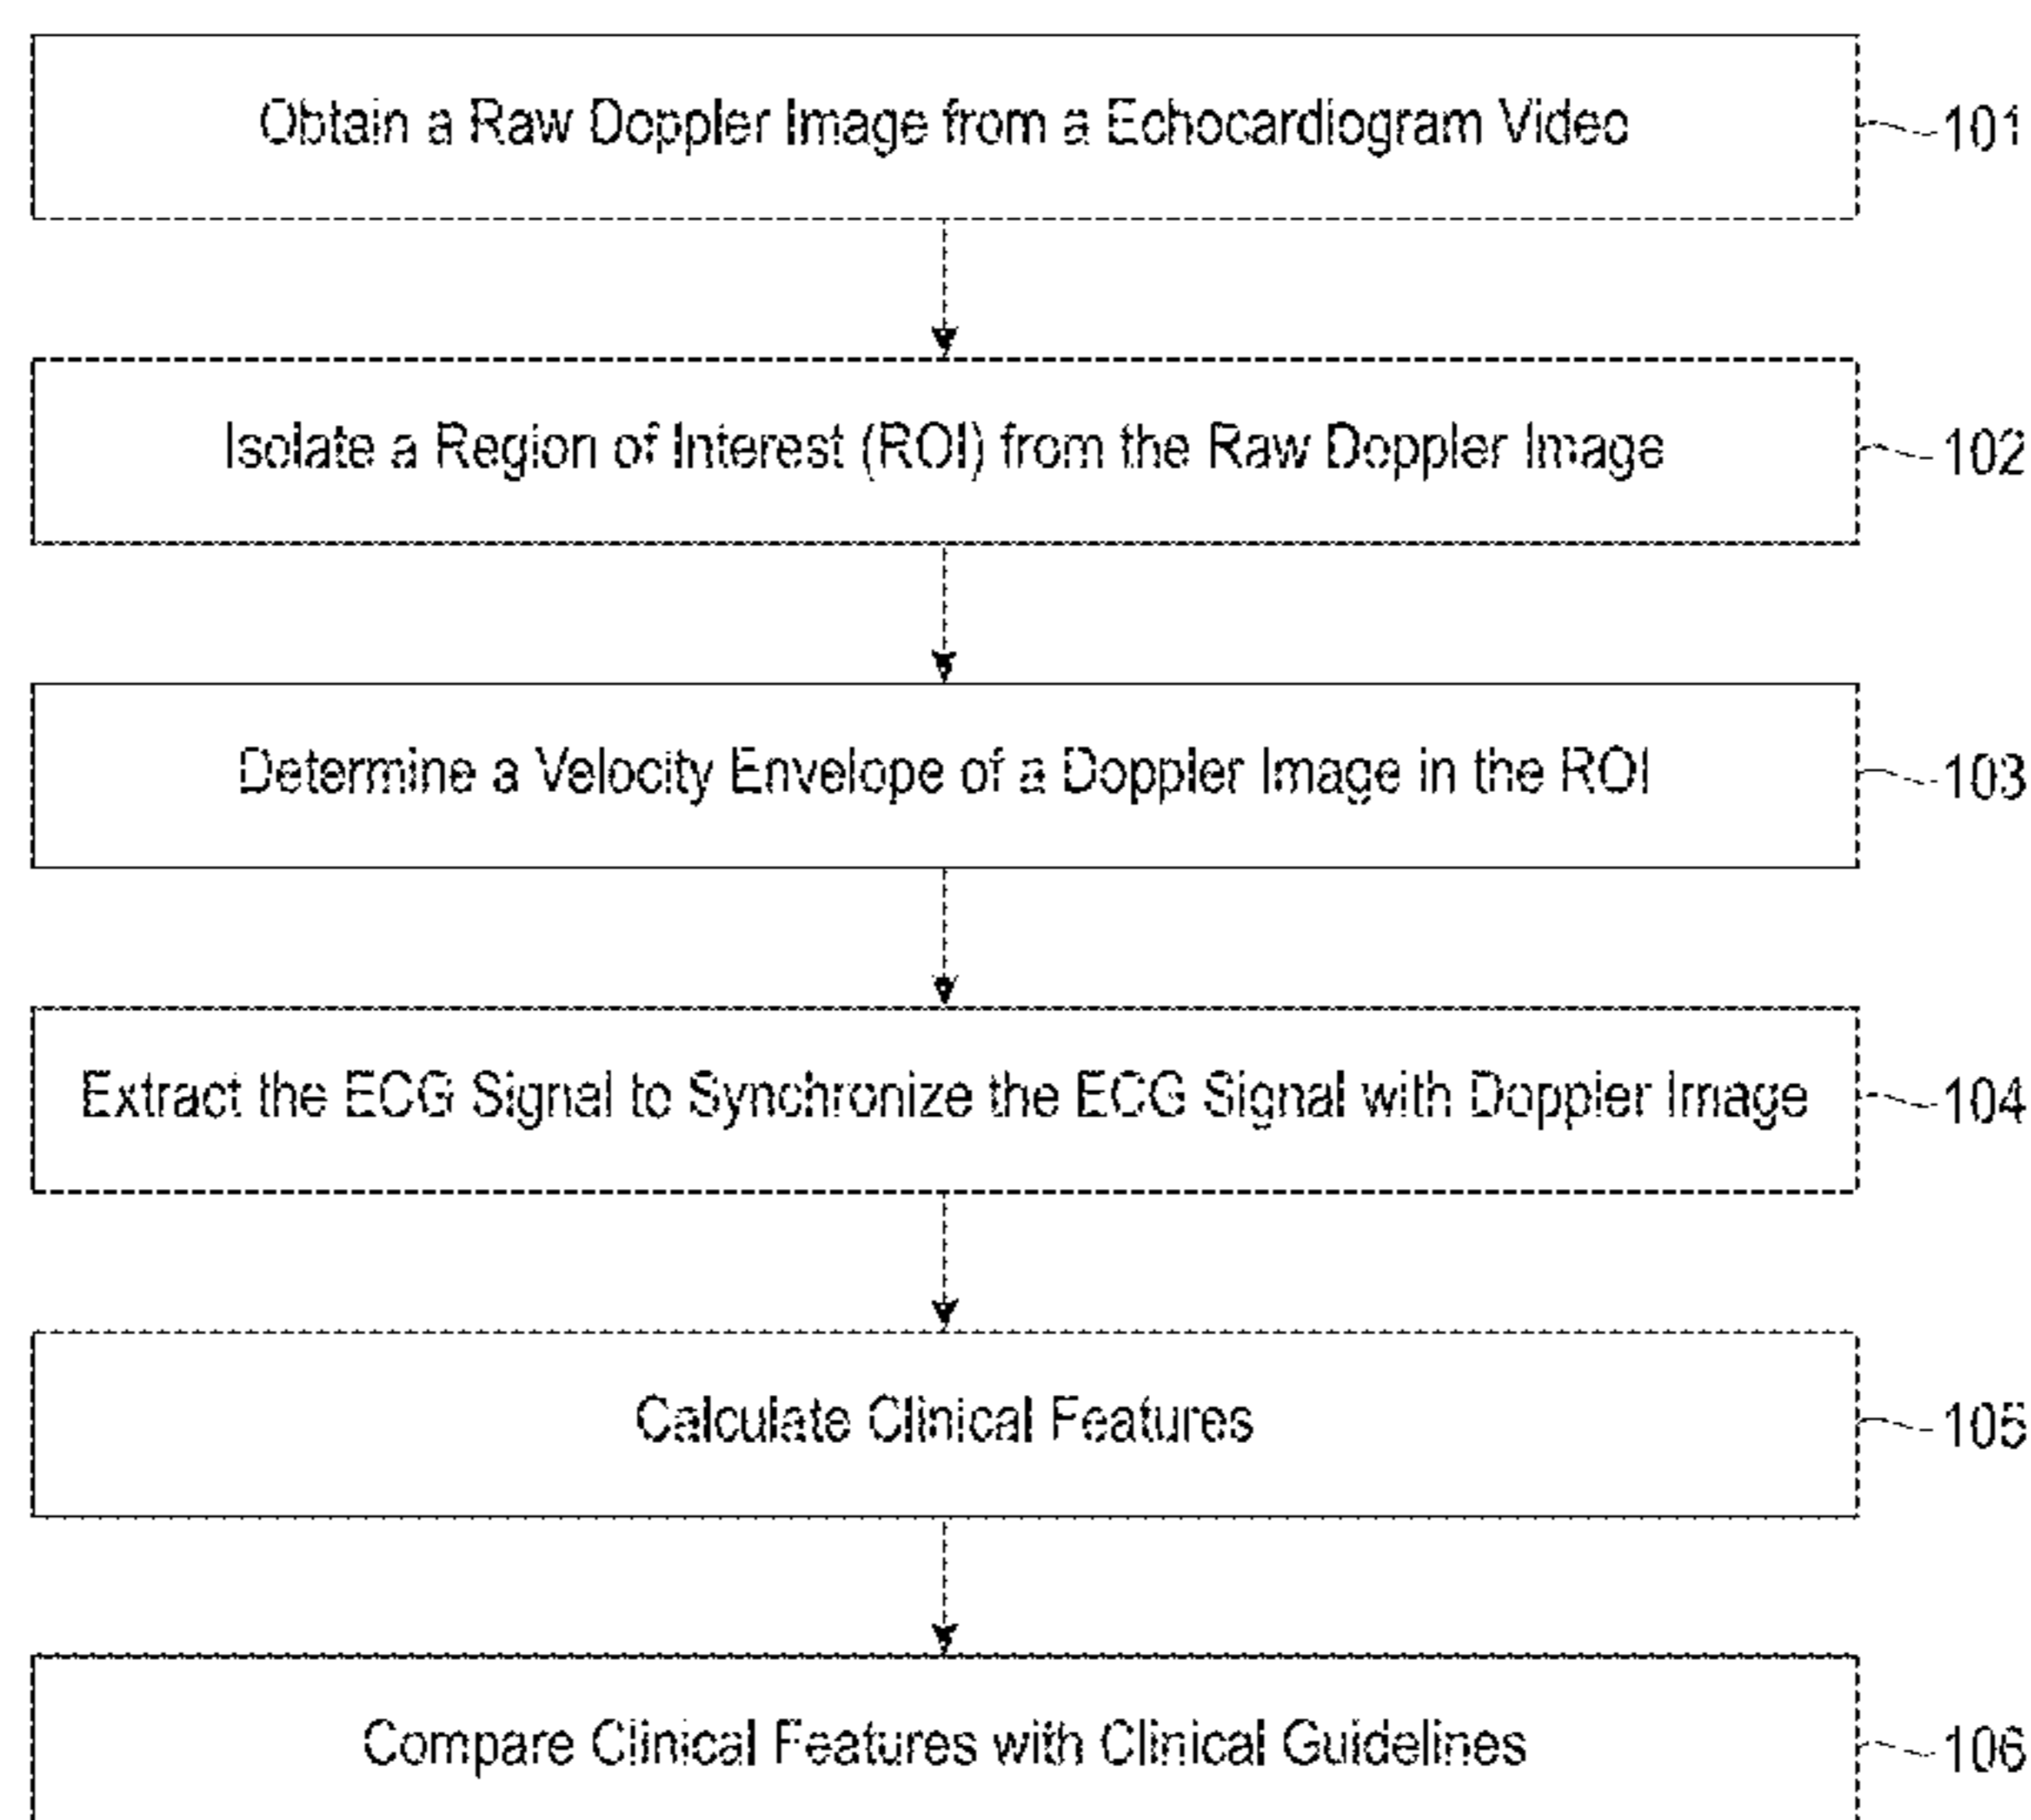 Obtain a Raw Doppler Image from a Echocardiogram Video
101
Isolate a Region of Interest (ROI) from the Raw Doppler Image
102
Determine a Velocity Envelope of a Doppler Image in the ROI
103
Extract the ECG Signal to Synchronize the ECG Signal with Doppler Image
104
Calculate Clinical Features
105
Compare Clinical Features with Clinical Guidelines
106